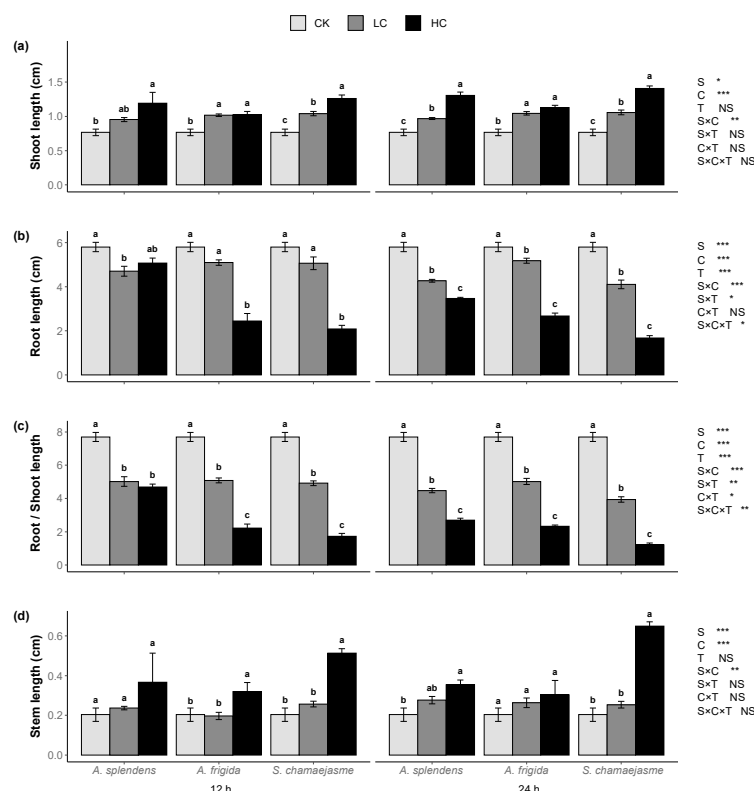 CK LC HC
(a)
Shoot length (cm)
1.5
1.0
0.5
0.0
b ab a b a a c b a c b a b a a c b a
S *
C ***
T NS
S×C **
S×T NS
C×T NS
S×C×T NS
(b)
Root length (cm)
6
4
2
0
a b ab a a b a a b a b c a b c a b c
S ***
C ***
T ***
S×C ***
S×T *
C×T NS
S×C×T *
(c)
Root / Shoot length
8
6
4
2
0
a b b a b c a b c a b c a b c a b c
S ***
C ***
T ***
S×C ***
S×T **
C×T *
S×C×T **
(d)
Stem length (cm)
0.6
0.4
0.2
0.0
a a a b b a b b a b ab a a a a b b a
S ***
C ***
T NS
S×C **
S×T NS
C×T NS
S×C×T NS
A. splendens A. frigida S. chamaejasme A. splendens A. frigida S. chamaejasme
12 h 24 h